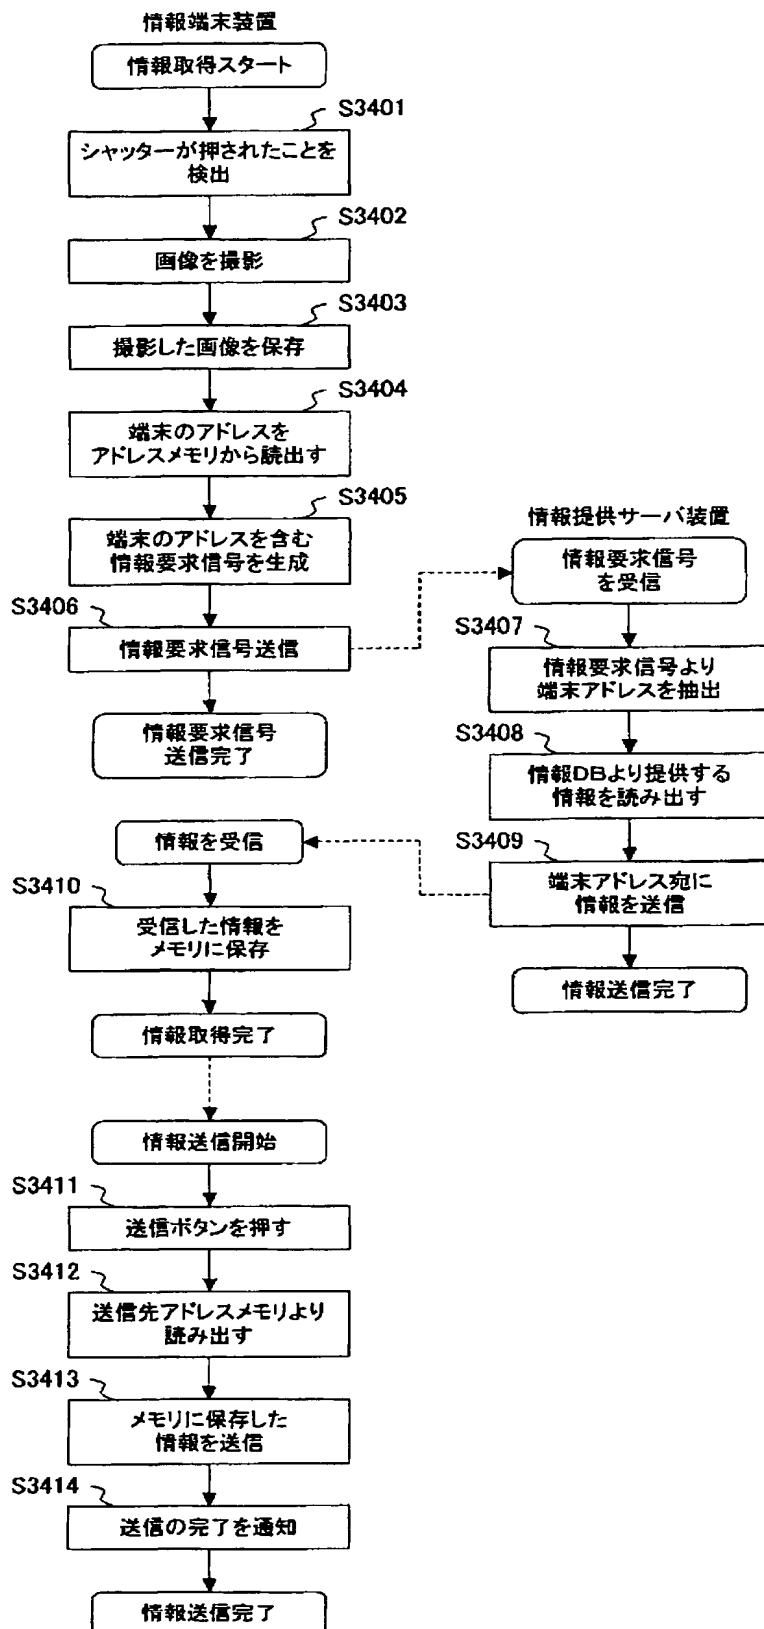 情報端末装置
情報取得スタート
S3401
シャッターが押されたことを
検出
S3402
画像を撮影
S3403
撮影した画像を保存
S3404
端末のアドレスを
アドレスメモリから読出す
S3405
端末のアドレスを含む
情報要求信号を生成
S3406
情報要求信号送信
情報要求信号
送信完了
情報提供サーバ装置
情報要求信号
を受信
S3407
情報要求信号より
端末アドレスを抽出
S3408
情報DBより提供する
情報を読み出す
S3409
端末アドレス宛に
情報を送信
情報送信完了
情報を受信
S3410
受信した情報を
メモリに保存
情報取得完了
情報送信開始
S3411
送信ボタンを押す
S3412
送信先アドレスメモリより
読み出す
S3413
メモリに保存した
情報を送信
S3414
送信の完了を通知
情報送信完了